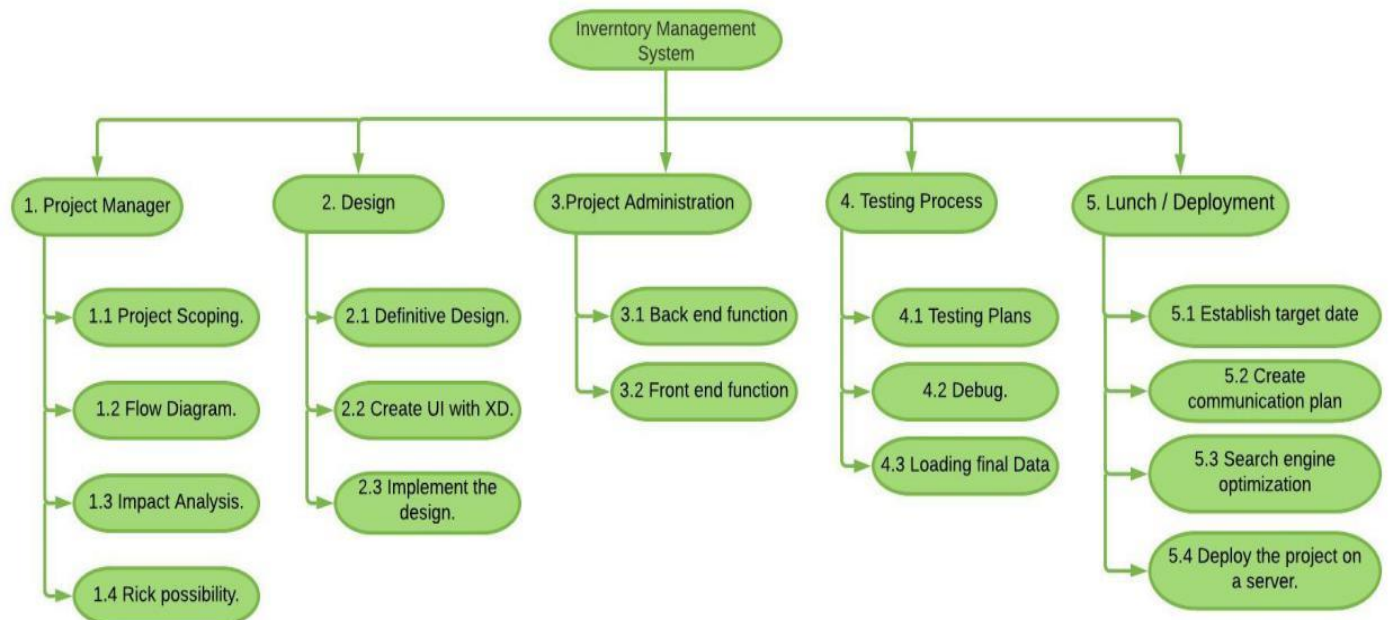 Inverntory Management
System
1. Project Manager
2. Design
3.Project Administration
4. Testing Process
5. Lunch / Deployment
1.1 Project Scoping.
1.2 Flow Diagram.
1.3 Impact Analysis.
1.4 Rick possibility.
2.1 Definitive Design.
2.2 Create UI with XD.
2.3 Implement the
design.
3.1 Back end function
3.2 Front end function
4.1 Testing Plans
4.2 Debug.
4.3 Loading final Data
5.1 Establish target date
5.2 Create
communication plan
5.3 Search engine
optimization
5.4 Deploy the project on
a server.